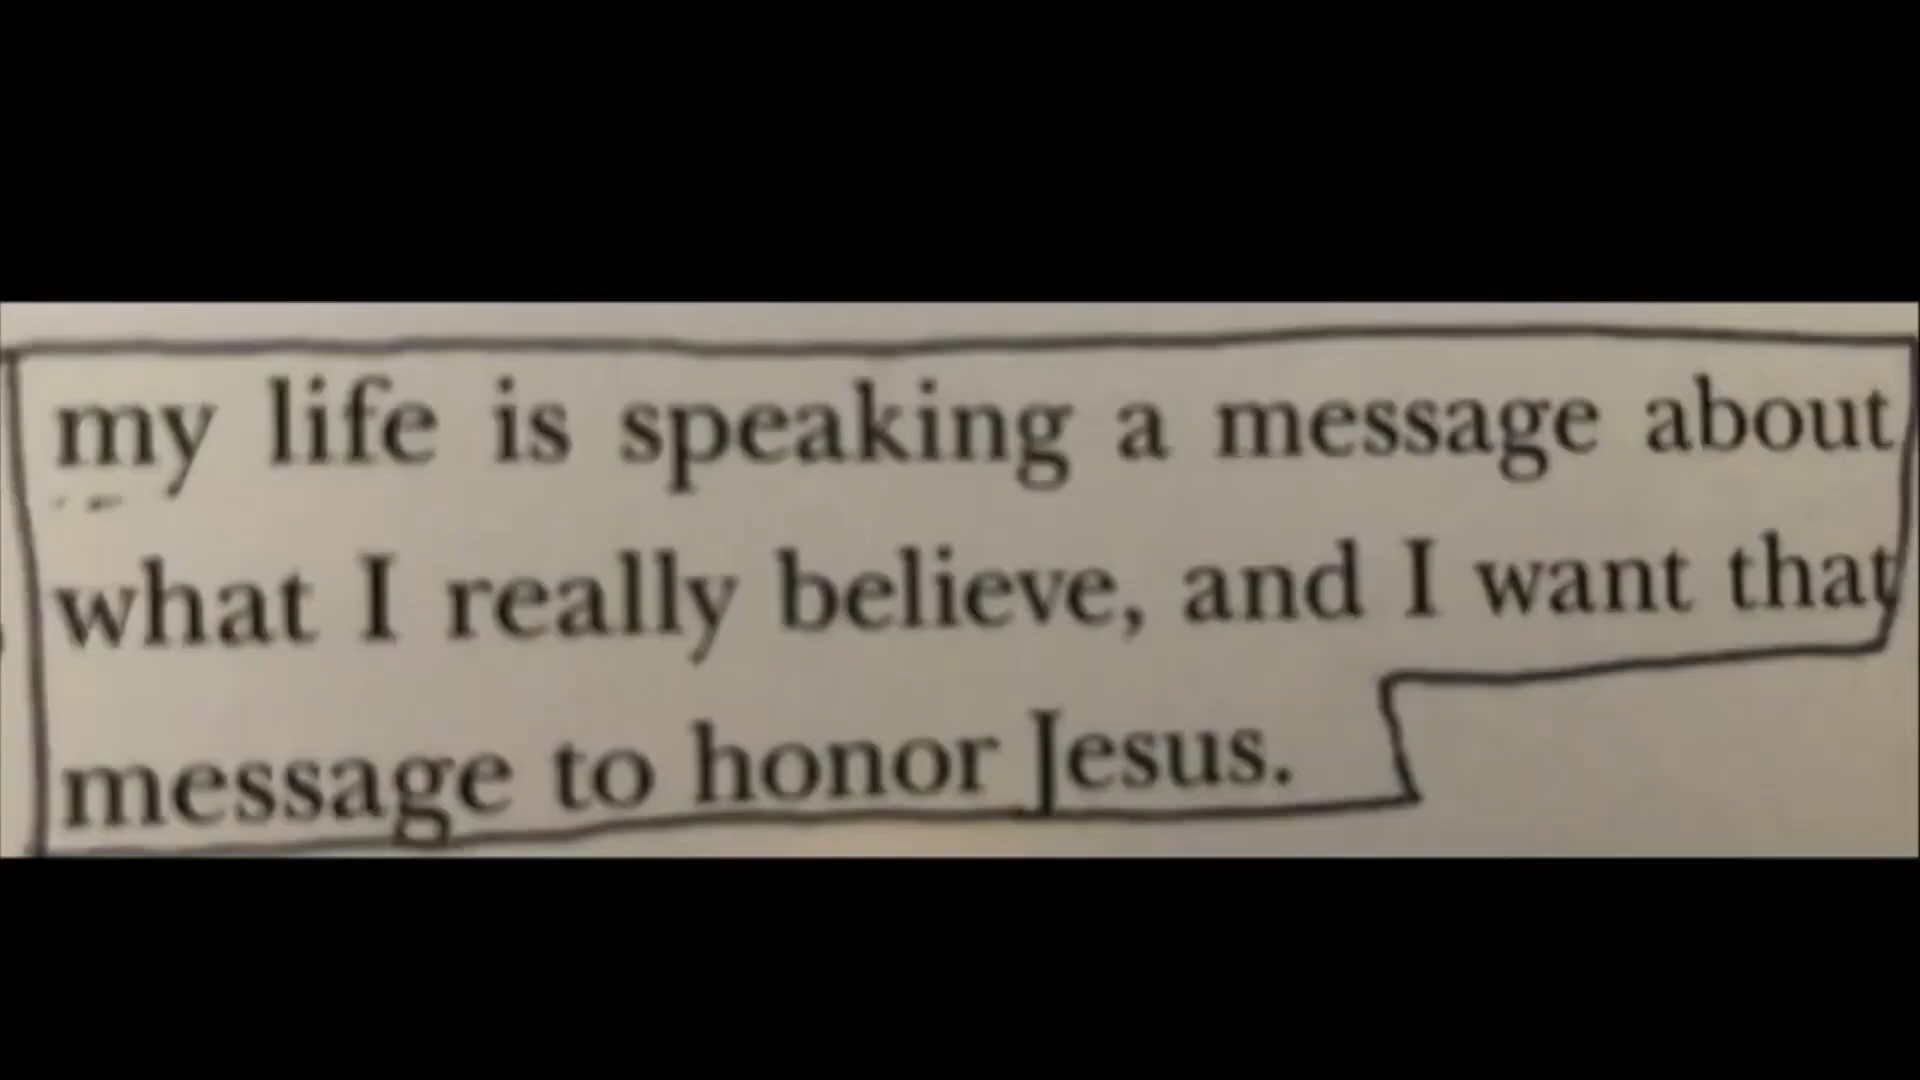 my life is speaking a message about
what I really believe, and I want that
message to honor Jesus.